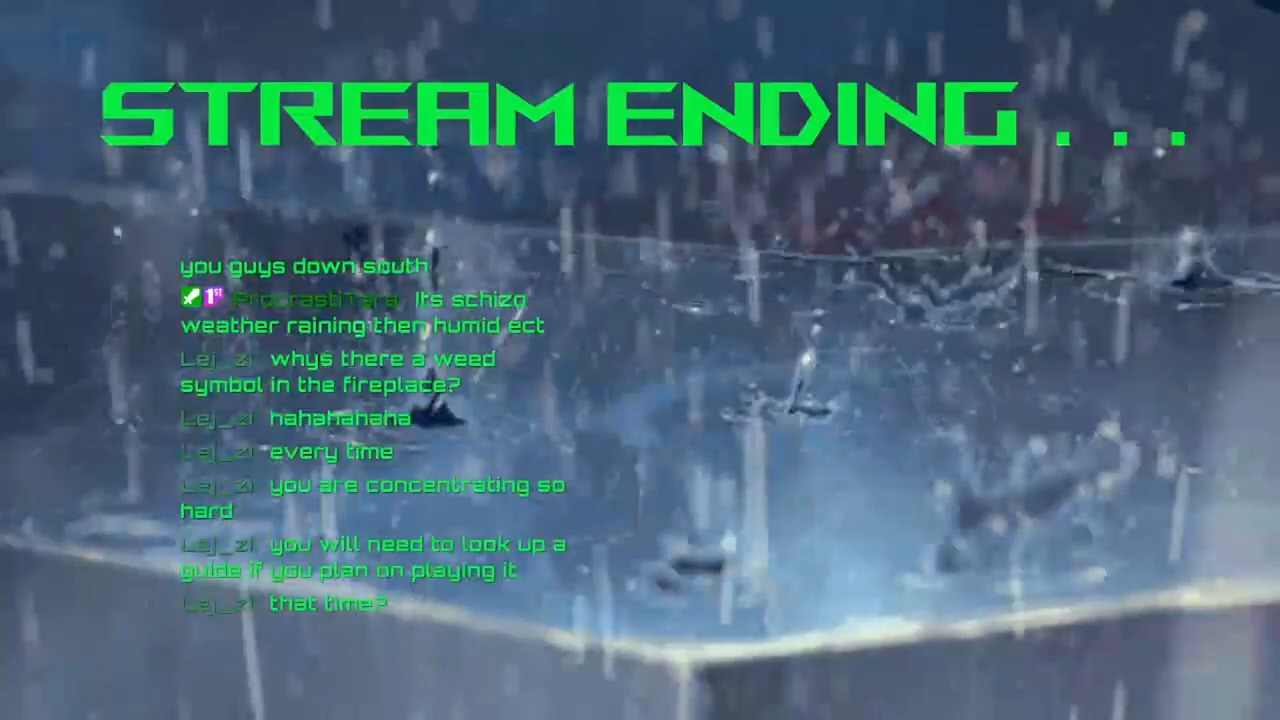 STREAM ENDING . . .
you guys down south
1ST ProcrastiTara Its schizo
weather raining then humid ect
Lej_zi whys there a weed
symbol in the fireplace?
Lej_zi hahahahaha
Lej_zi every time
Lej_zi you are concentrating so
hard
Lej_zi you will need to look up a
guide if you plan on playing it
Lej_zi that time?